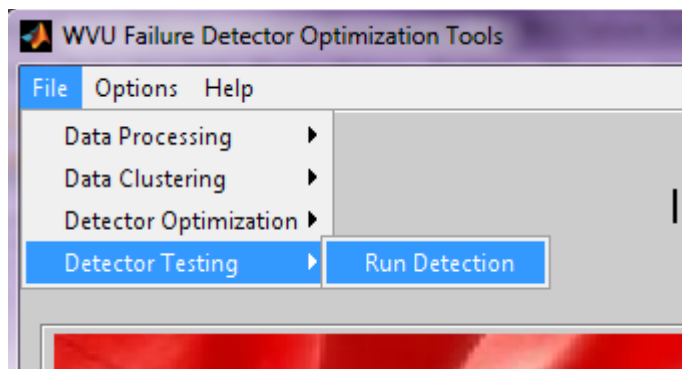 WVU Failure Detector Optimization Tools
File Options Help
Data Processing
Data Clustering
Detector Optimization
Detector Testing Run Detection